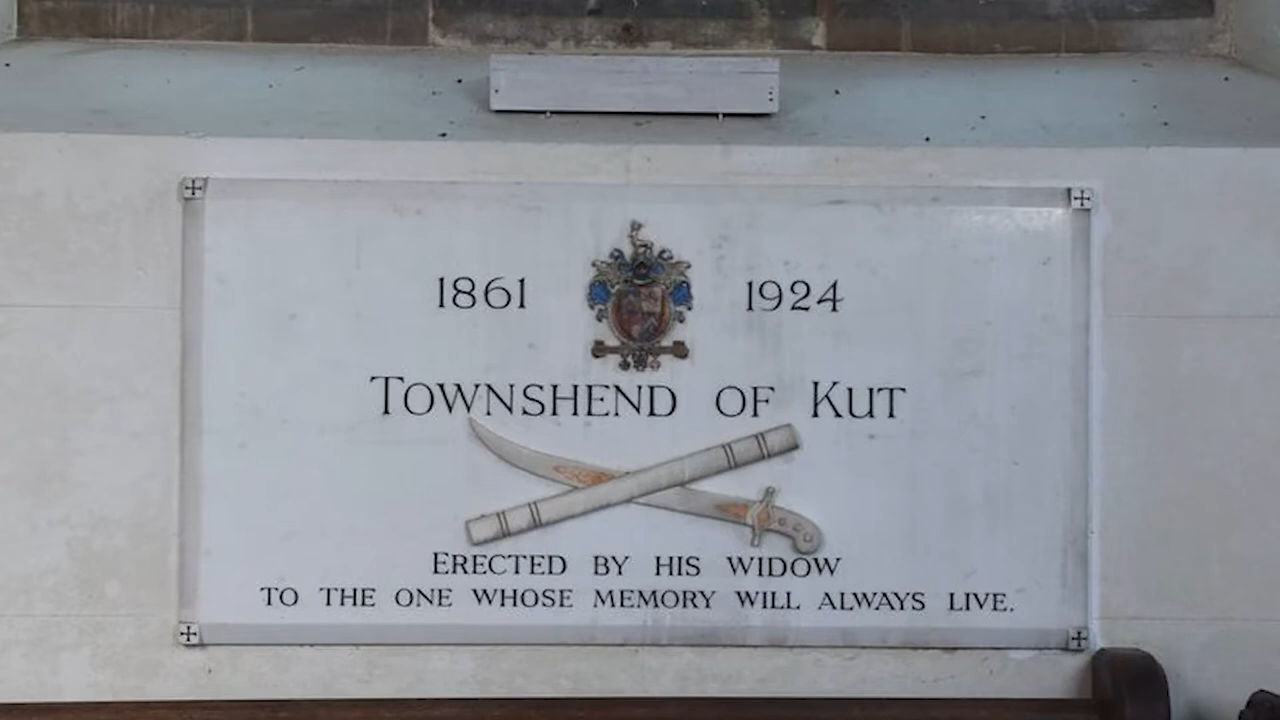 1861 1924
TOWNSHEND OF KUT
ERECTED BY HIS WIDOW
TO THE ONE WHOSE MEMORY WILL ALWAYS LIVE.